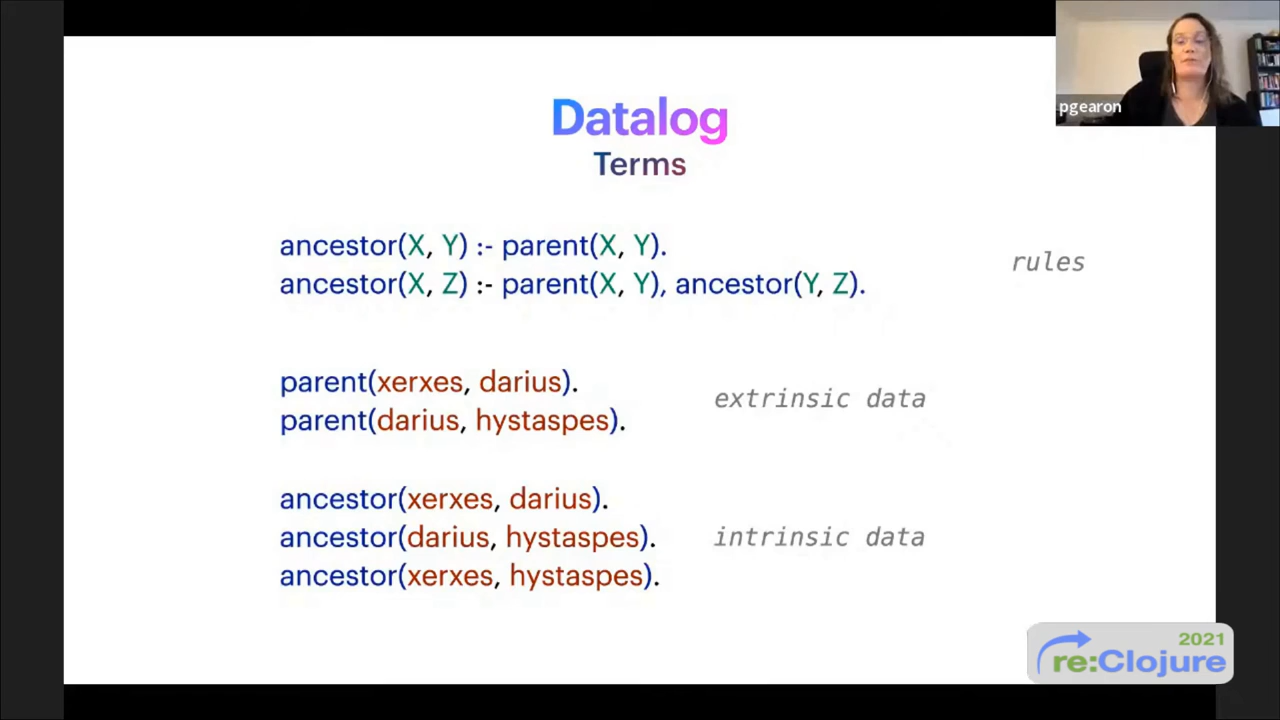 pgearon
Datalog
Terms
ancestor(X, Y) :- parent(X, Y).
ancestor(X, Z) :- parent(X, Y), ancestor(Y, Z).
rules
parent(xerxes, darius).
parent(darius, hystaspes).
extrinsic data
ancestor(xerxes, darius).
ancestor(darius, hystaspes).
ancestor(xerxes, hystaspes).
intrinsic data
2021
re:Clojure